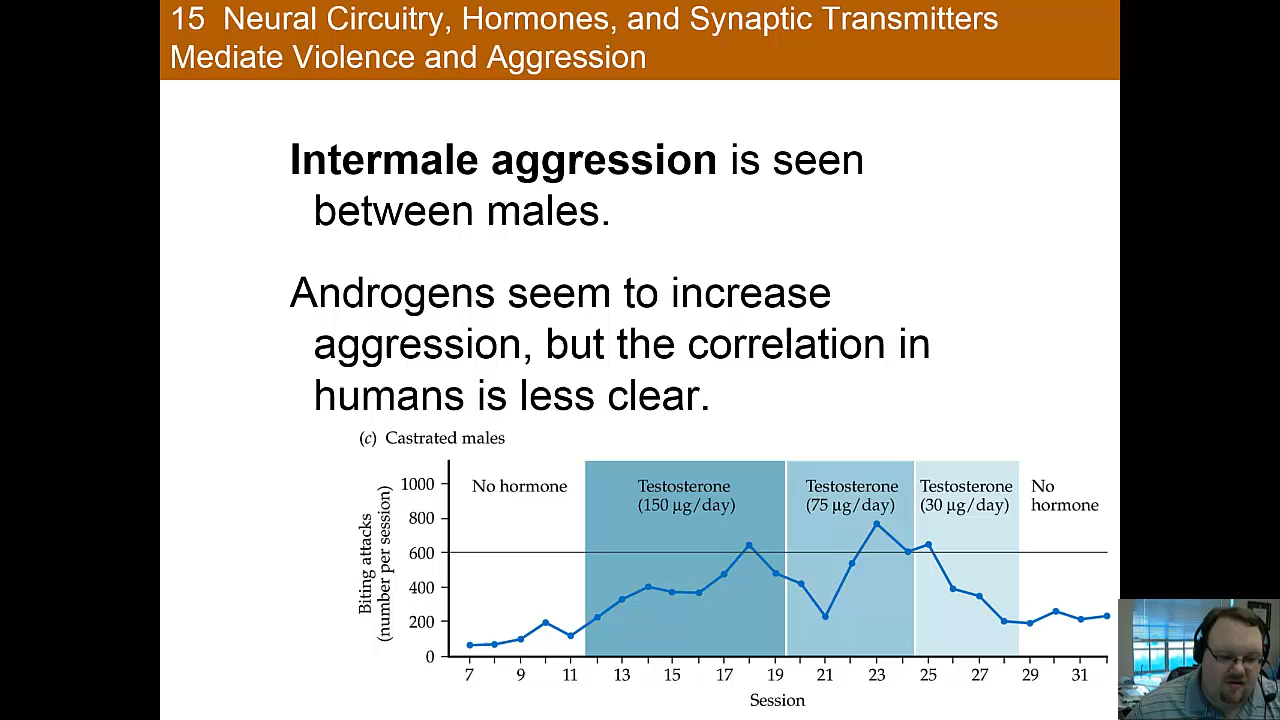 15 Neural Circuitry, Hormones, and Synaptic Transmitters
Mediate Violence and Aggression
Intermale aggression is seen
between males.
Androgens seem to increase
aggression, but the correlation in
humans is less clear.
(c) Castrated males
Biting attacks
(number per session)
1000
800
600
400
200
0
No hormone
Testosterone
(150 µg/day)
Testosterone
(75 µg/day)
Testosterone
(30 µg/day)
No
hormone
7 9 11 13 15 17 19 21 23 25 27 29 31
Session